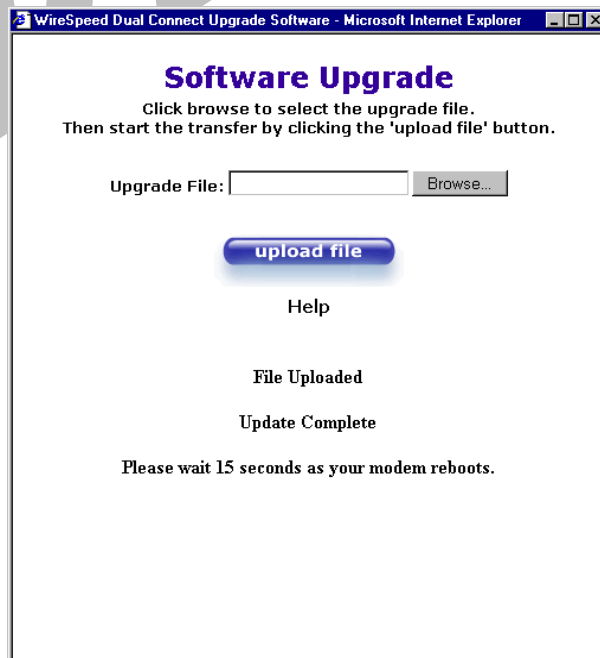 WireSpeed Dual Connect Upgrade Software - Microsoft Internet Explorer
Software Upgrade
Click browse to select the upgrade file.
Then start the transfer by clicking the 'upload file' button.
Upgrade File: Browse...
upload file
Help
File Uploaded
Update Complete
Please wait 15 seconds as your modem reboots.